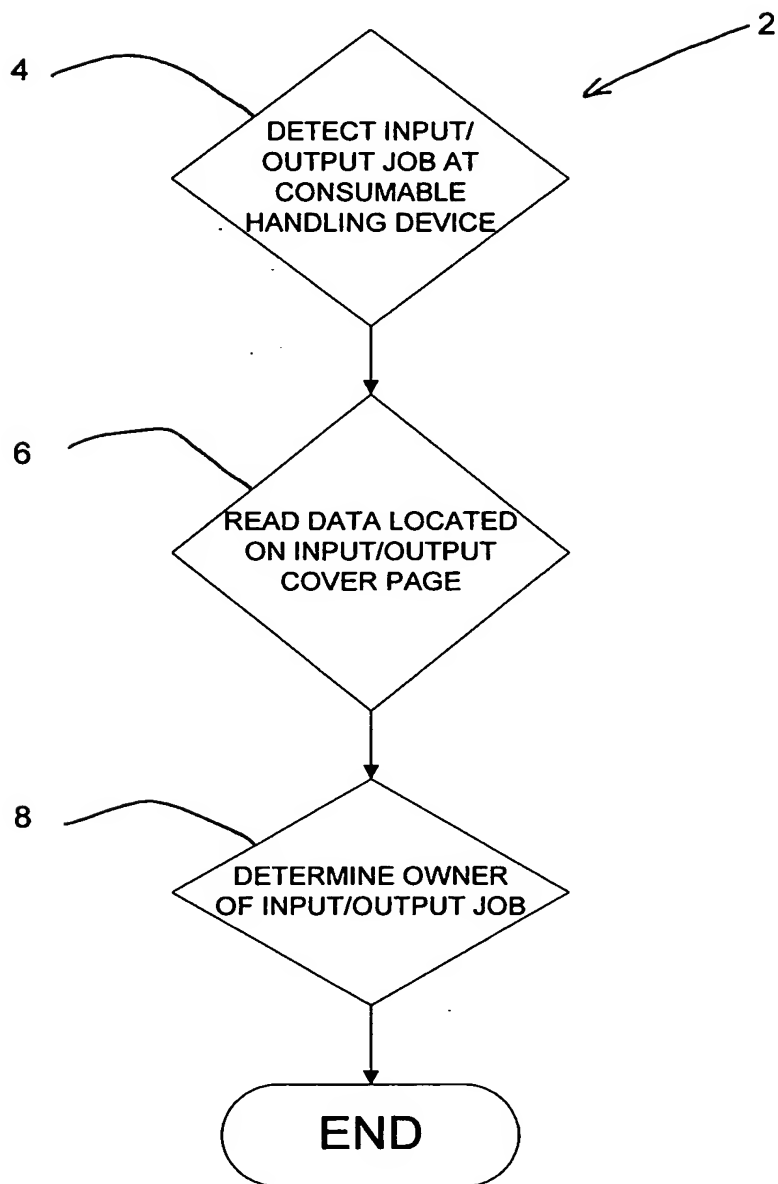 2
4
DETECT INPUT/
OUTPUT JOB AT
CONSUMABLE
HANDLING DEVICE
6
READ DATA LOCATED
ON INPUT/OUTPUT
COVER PAGE
8
DETERMINE OWNER
OF INPUT/OUTPUT JOB
END